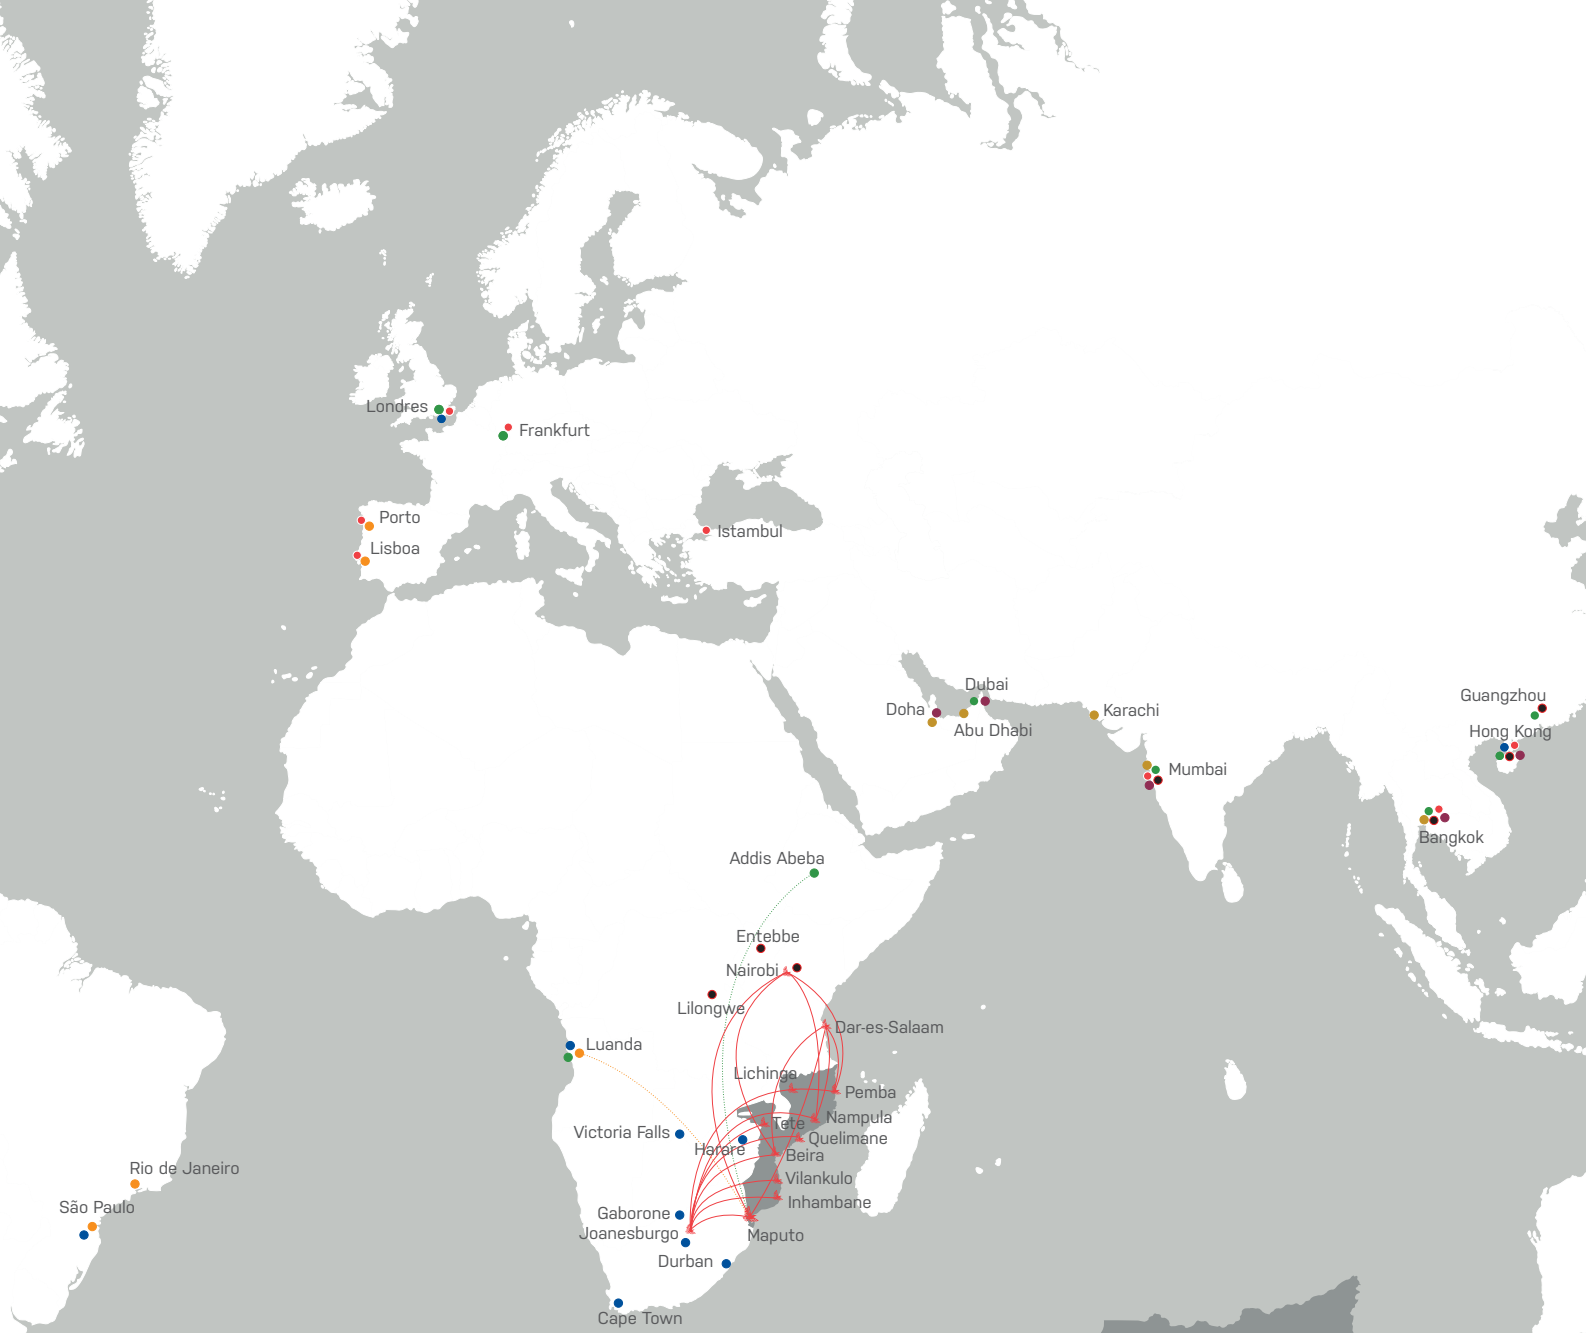 Londres
Frankfurt
Porto
Istambul
Lisboa
Dubai
Guangzhou
Doha
Karachi
Abu Dhabi
Hong Kong
Mumbai
Bangkok
Addis Abeba
Entebbe
Nairobi
Lilongwe
Dar-es-Salaam
Luanda
Lichinga
Pemba
Nampula
Tete
Victoria Falls
Quelimane
Harare
Beira
Rio de Janeiro
Vilankulo
São Paulo
Inhambane
Gaborone
Joanesburgo
Maputo
Durban
Cape Town